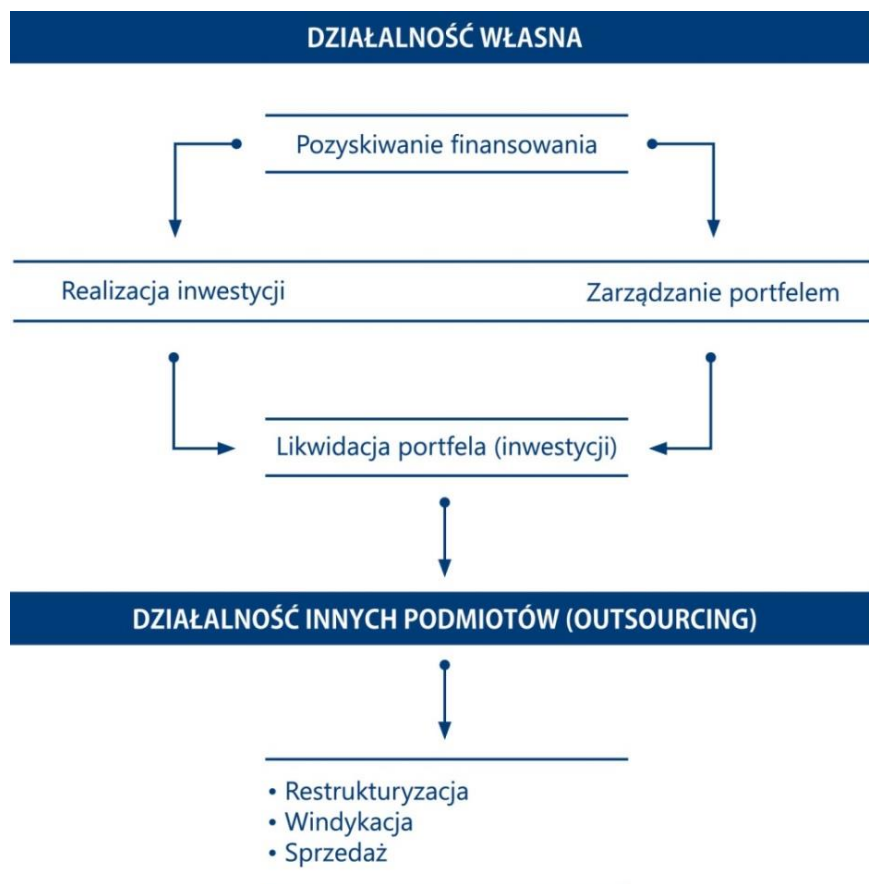 DZIAŁALNOŚĆ WŁASNA
Pozyskiwanie finansowania
Realizacja inwestycji
Zarządzanie portfelem
Likwidacja portfela (inwestycji)
DZIAŁALNOŚĆ INNYCH PODMIOTÓW (OUTSOURCING)
• Restrukturyzacja
• Windykacja
• Sprzedaż